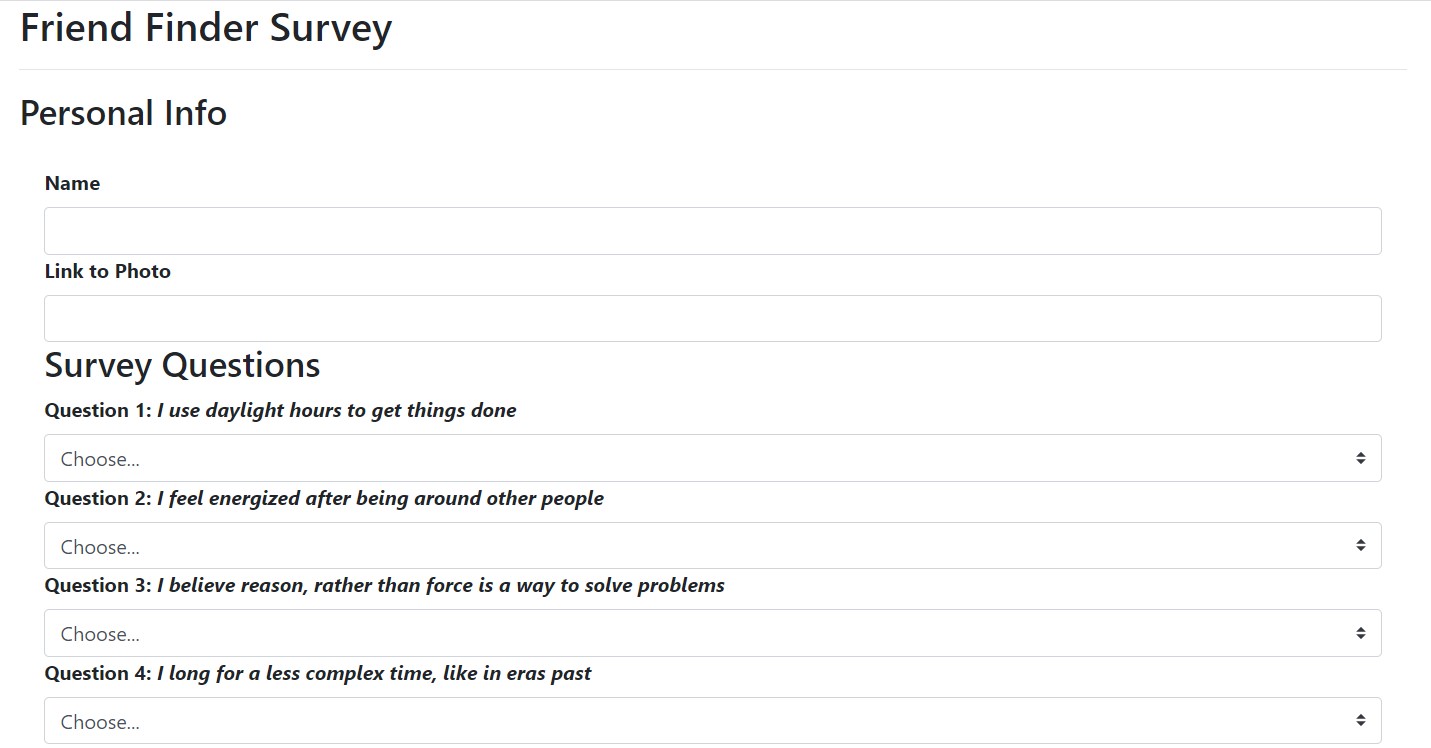 Friend Finder Survey
Personal Info
Name
Link to Photo
Survey Questions
Question 1: I use daylight hours to get things done
Choose...
Question 2: I feel energized after being around other people
Choose...
Question 3: I believe reason, rather than force is a way to solve problems
Choose...
Question 4: I long for a less complex time, like in eras past
Choose...